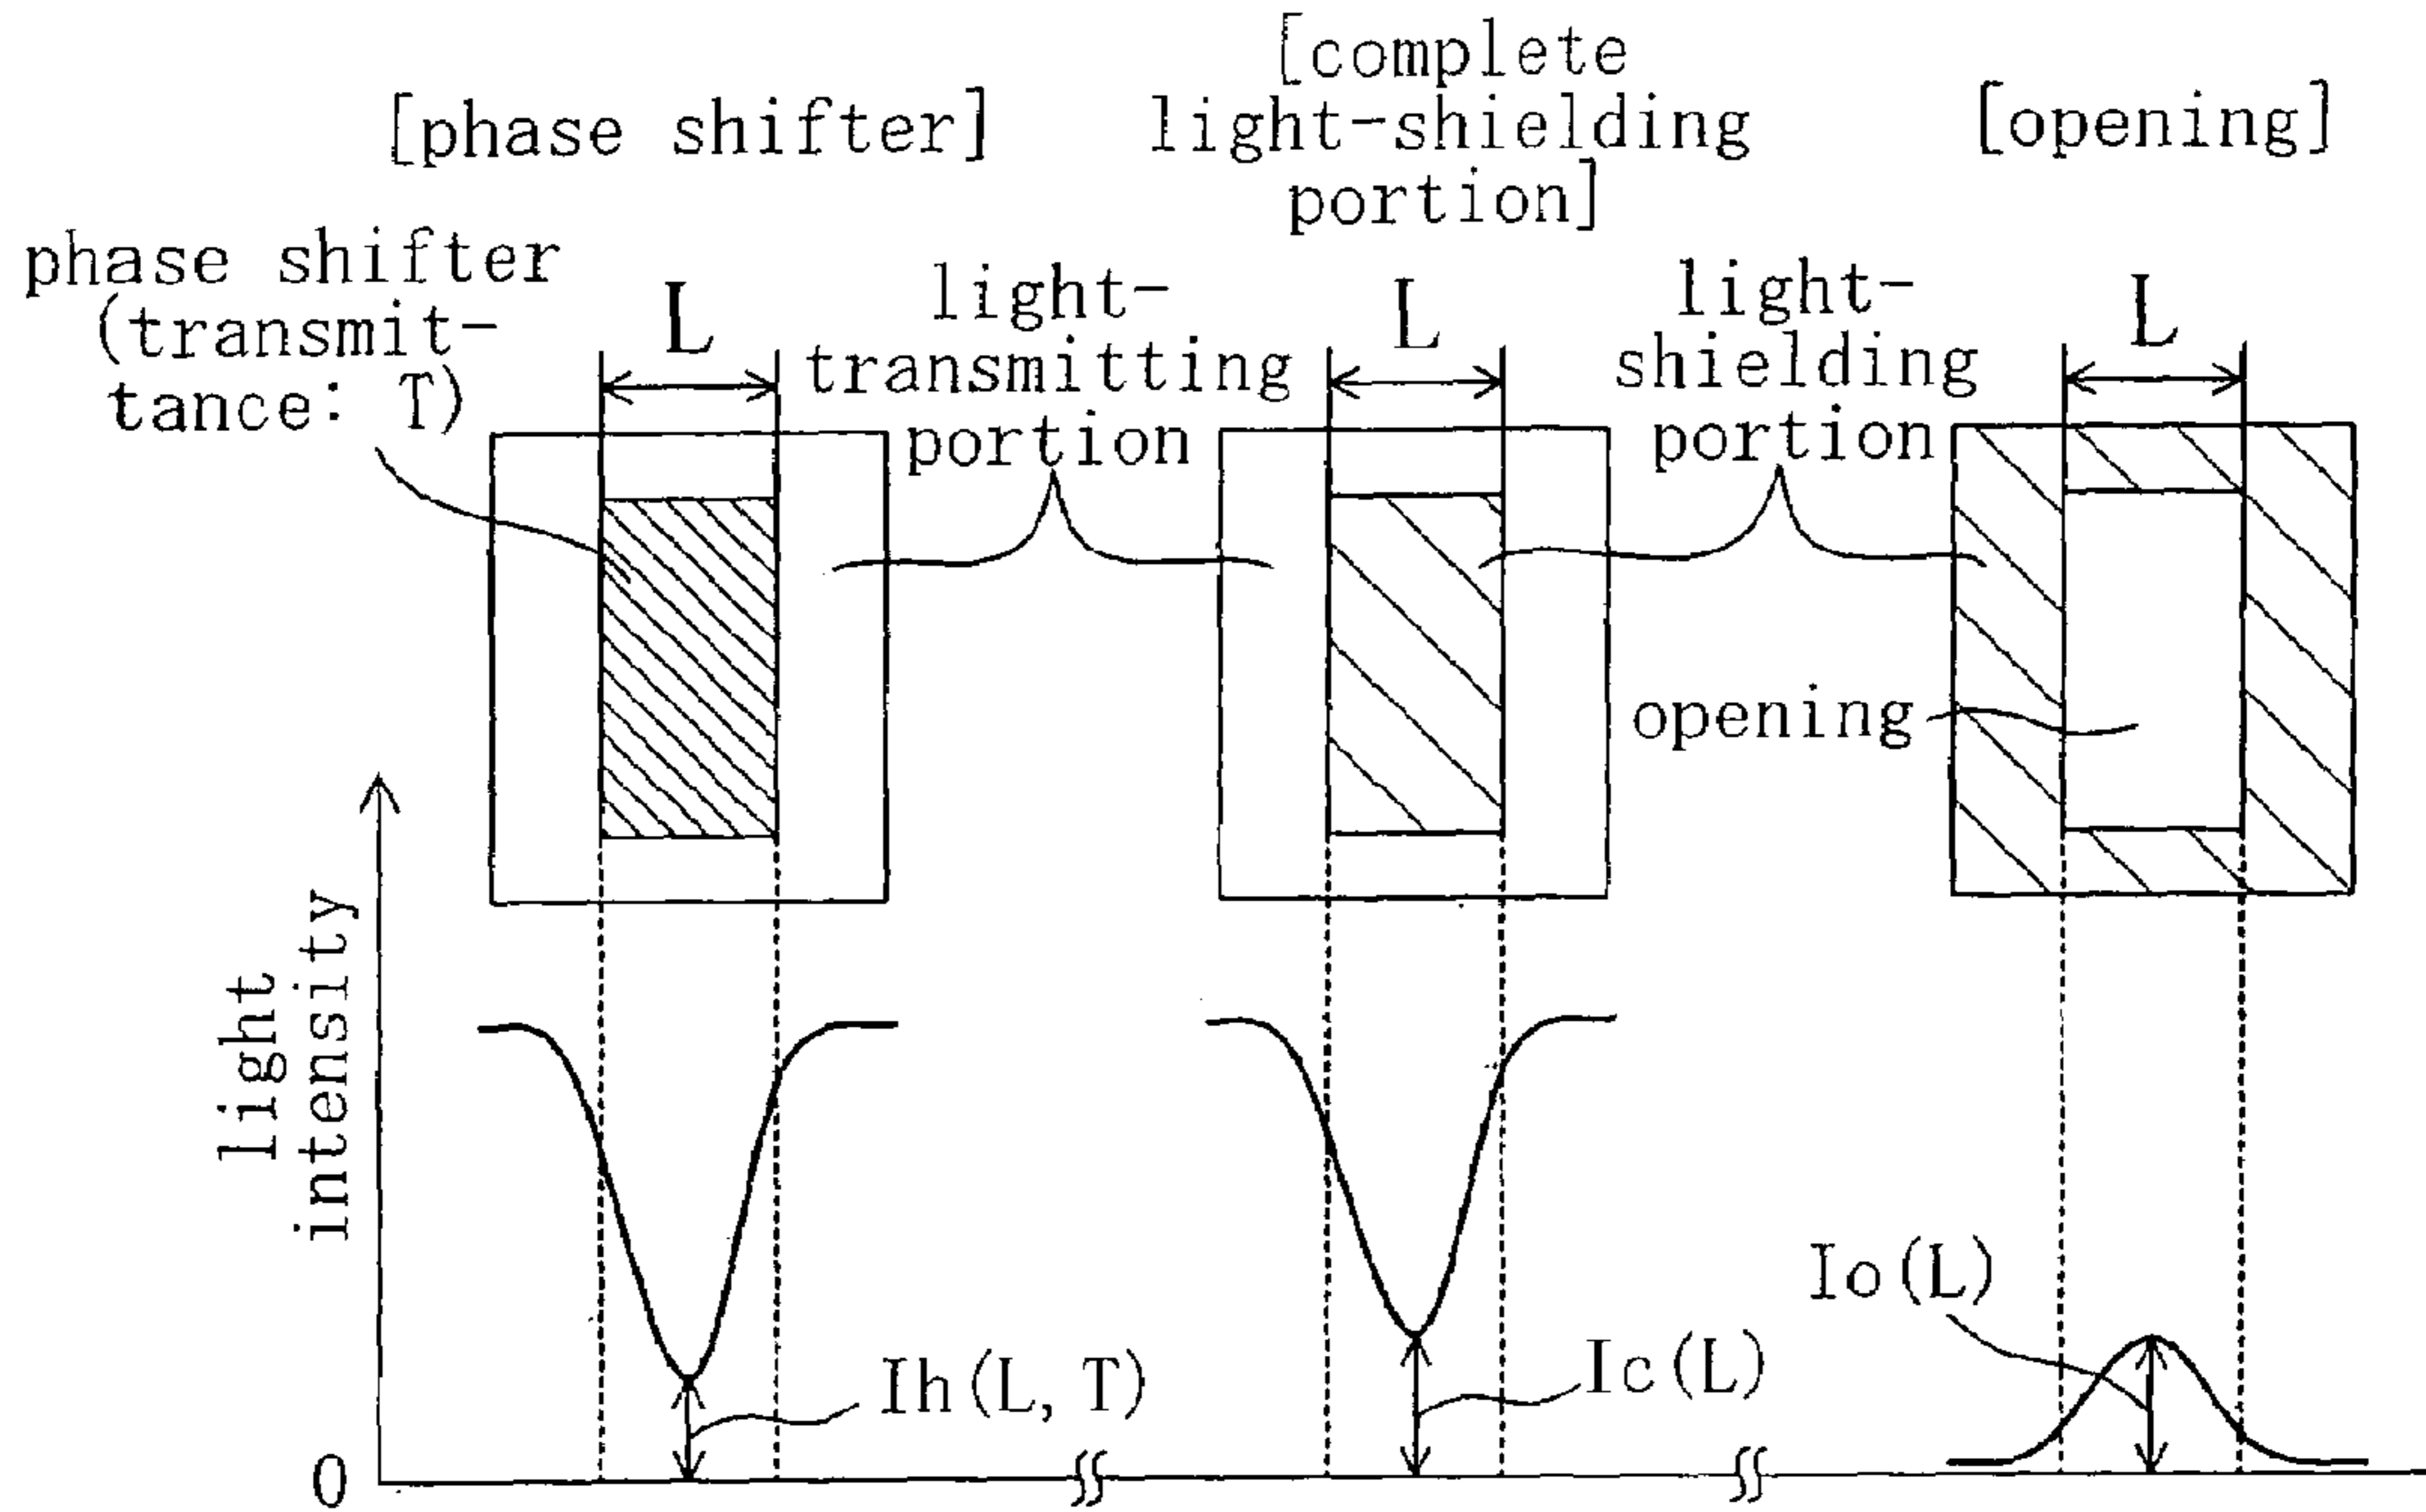 [phase shifter]
[complete
light-shielding
portion]
[opening]
phase shifter
(transmit-
tance: T)
L
light-
transmitting
portion
L
light-
shielding
portion
L
opening
light
intensity
Io(L)
Ih(L, T)
Ic(L)
0